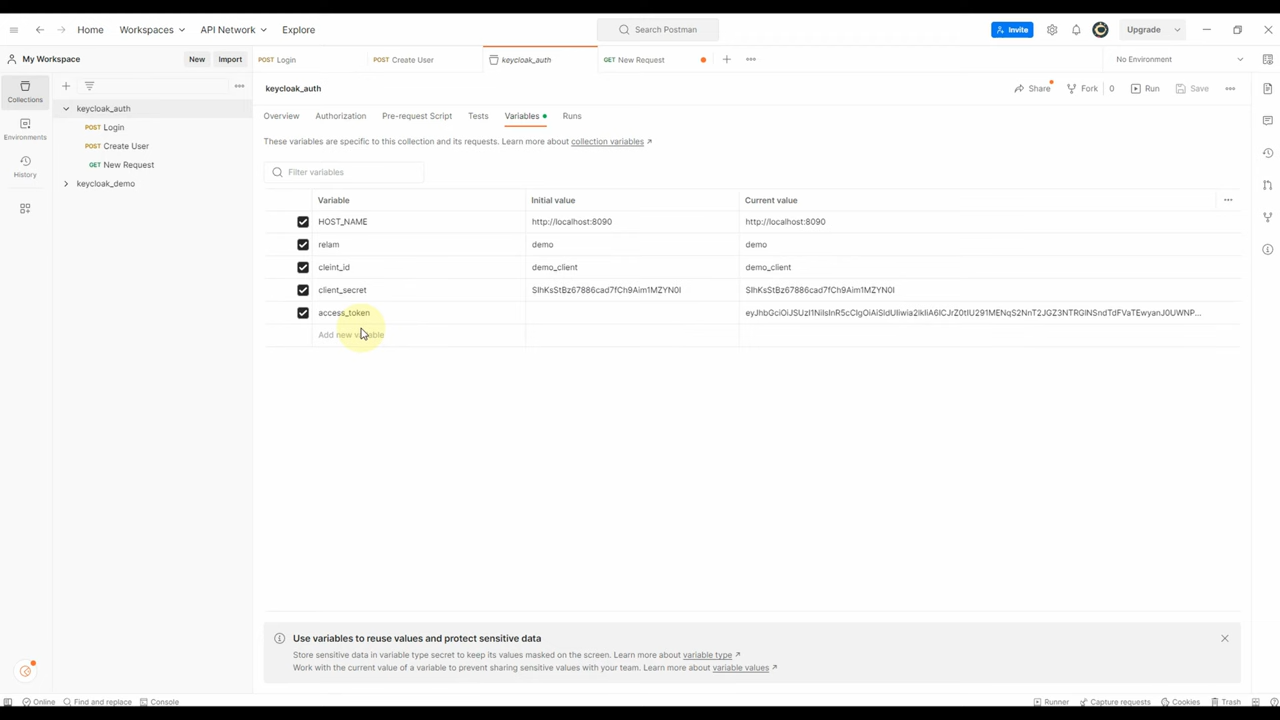 Home
Workspaces
API Network
Explore
Search Postman
Invite
Upgrade
My Workspace
New
Import
POST Login
POST Create User
keycloak_auth
GET New Request
No Environment
Collections
Environments
History
keycloak_auth
POST Login
POST Create User
GET New Request
keycloak_demo
keycloak_auth
Share
Fork 0
Run
Save
Overview
Authorization
Pre-request Script
Tests
Variables
Runs
These variables are specific to this collection and its requests. Learn more about collection variables
Filter variables
Variable Initial value Current value
HOST_NAME http://localhost:8090 http://localhost:8090
relam demo demo
cleint_id demo_client demo_client
client_secret SIhKsStBz67886cad7fCh9Aim1MZYN0I SIhKsStBz67886cad7fCh9Aim1MZYN0I
access_token
Add new variable
Use variables to reuse values and protect sensitive data
Store sensitive data in variable type secret to keep its values masked on the screen. Learn more about variable type
Work with the current value of a variable to prevent sharing sensitive values with your team. Learn more about variable values
Online
Find and replace
Console
Runner
Capture requests
Cookies
Trash